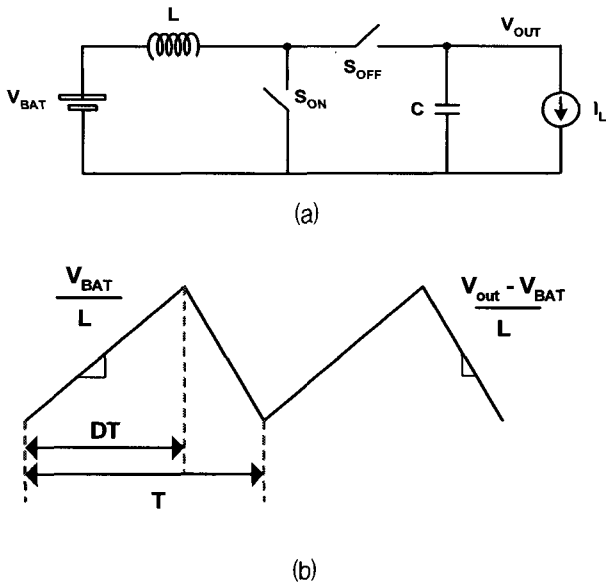 L
V_OUT
S_OFF
V_BAT
S_ON
C
I_L
(a)
V_BAT
L
V_out - V_BAT
L
DT
T
(b)